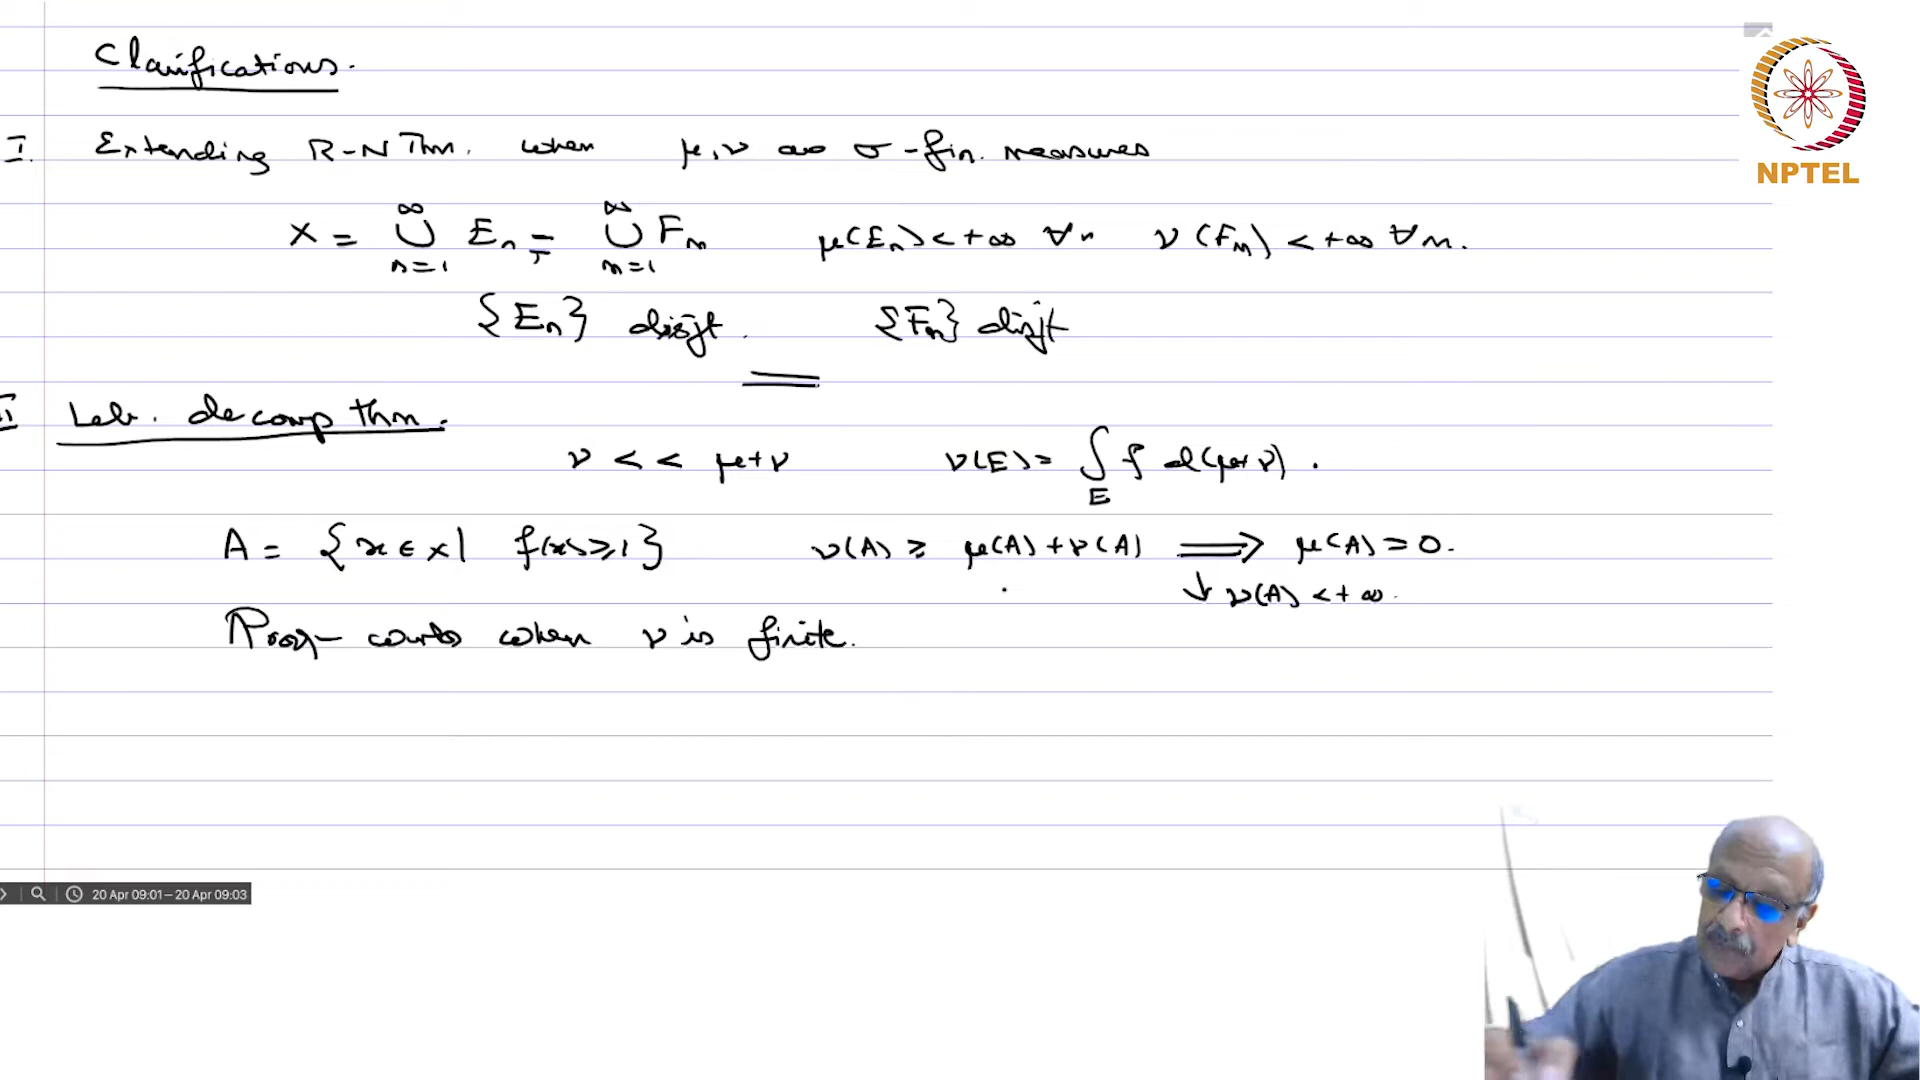 Clarifications.
NPTEL
I. Extending R-N Thm. when μ, ν are σ-fin. measures
X = ∞ ∪ n=1 E_n = ∞ ∪ m=1 F_m μ(E_n) < +∞ ∀n ν(F_m) < +∞ ∀m.
{E_n} disjt. {F_n} disjt
II Leb. decomp thm.
ν << μ+ν ν(E) = ∫_E f d(μ+ν).
A = {x ∈ X | f(x) ≥ 1} ν(A) ≥ μ(A) + ν(A) ⟹ μ(A) = 0.
↓ ν(A) < +∞.
Proof works when ν is finite.
20 Apr 09:01 – 20 Apr 09:03